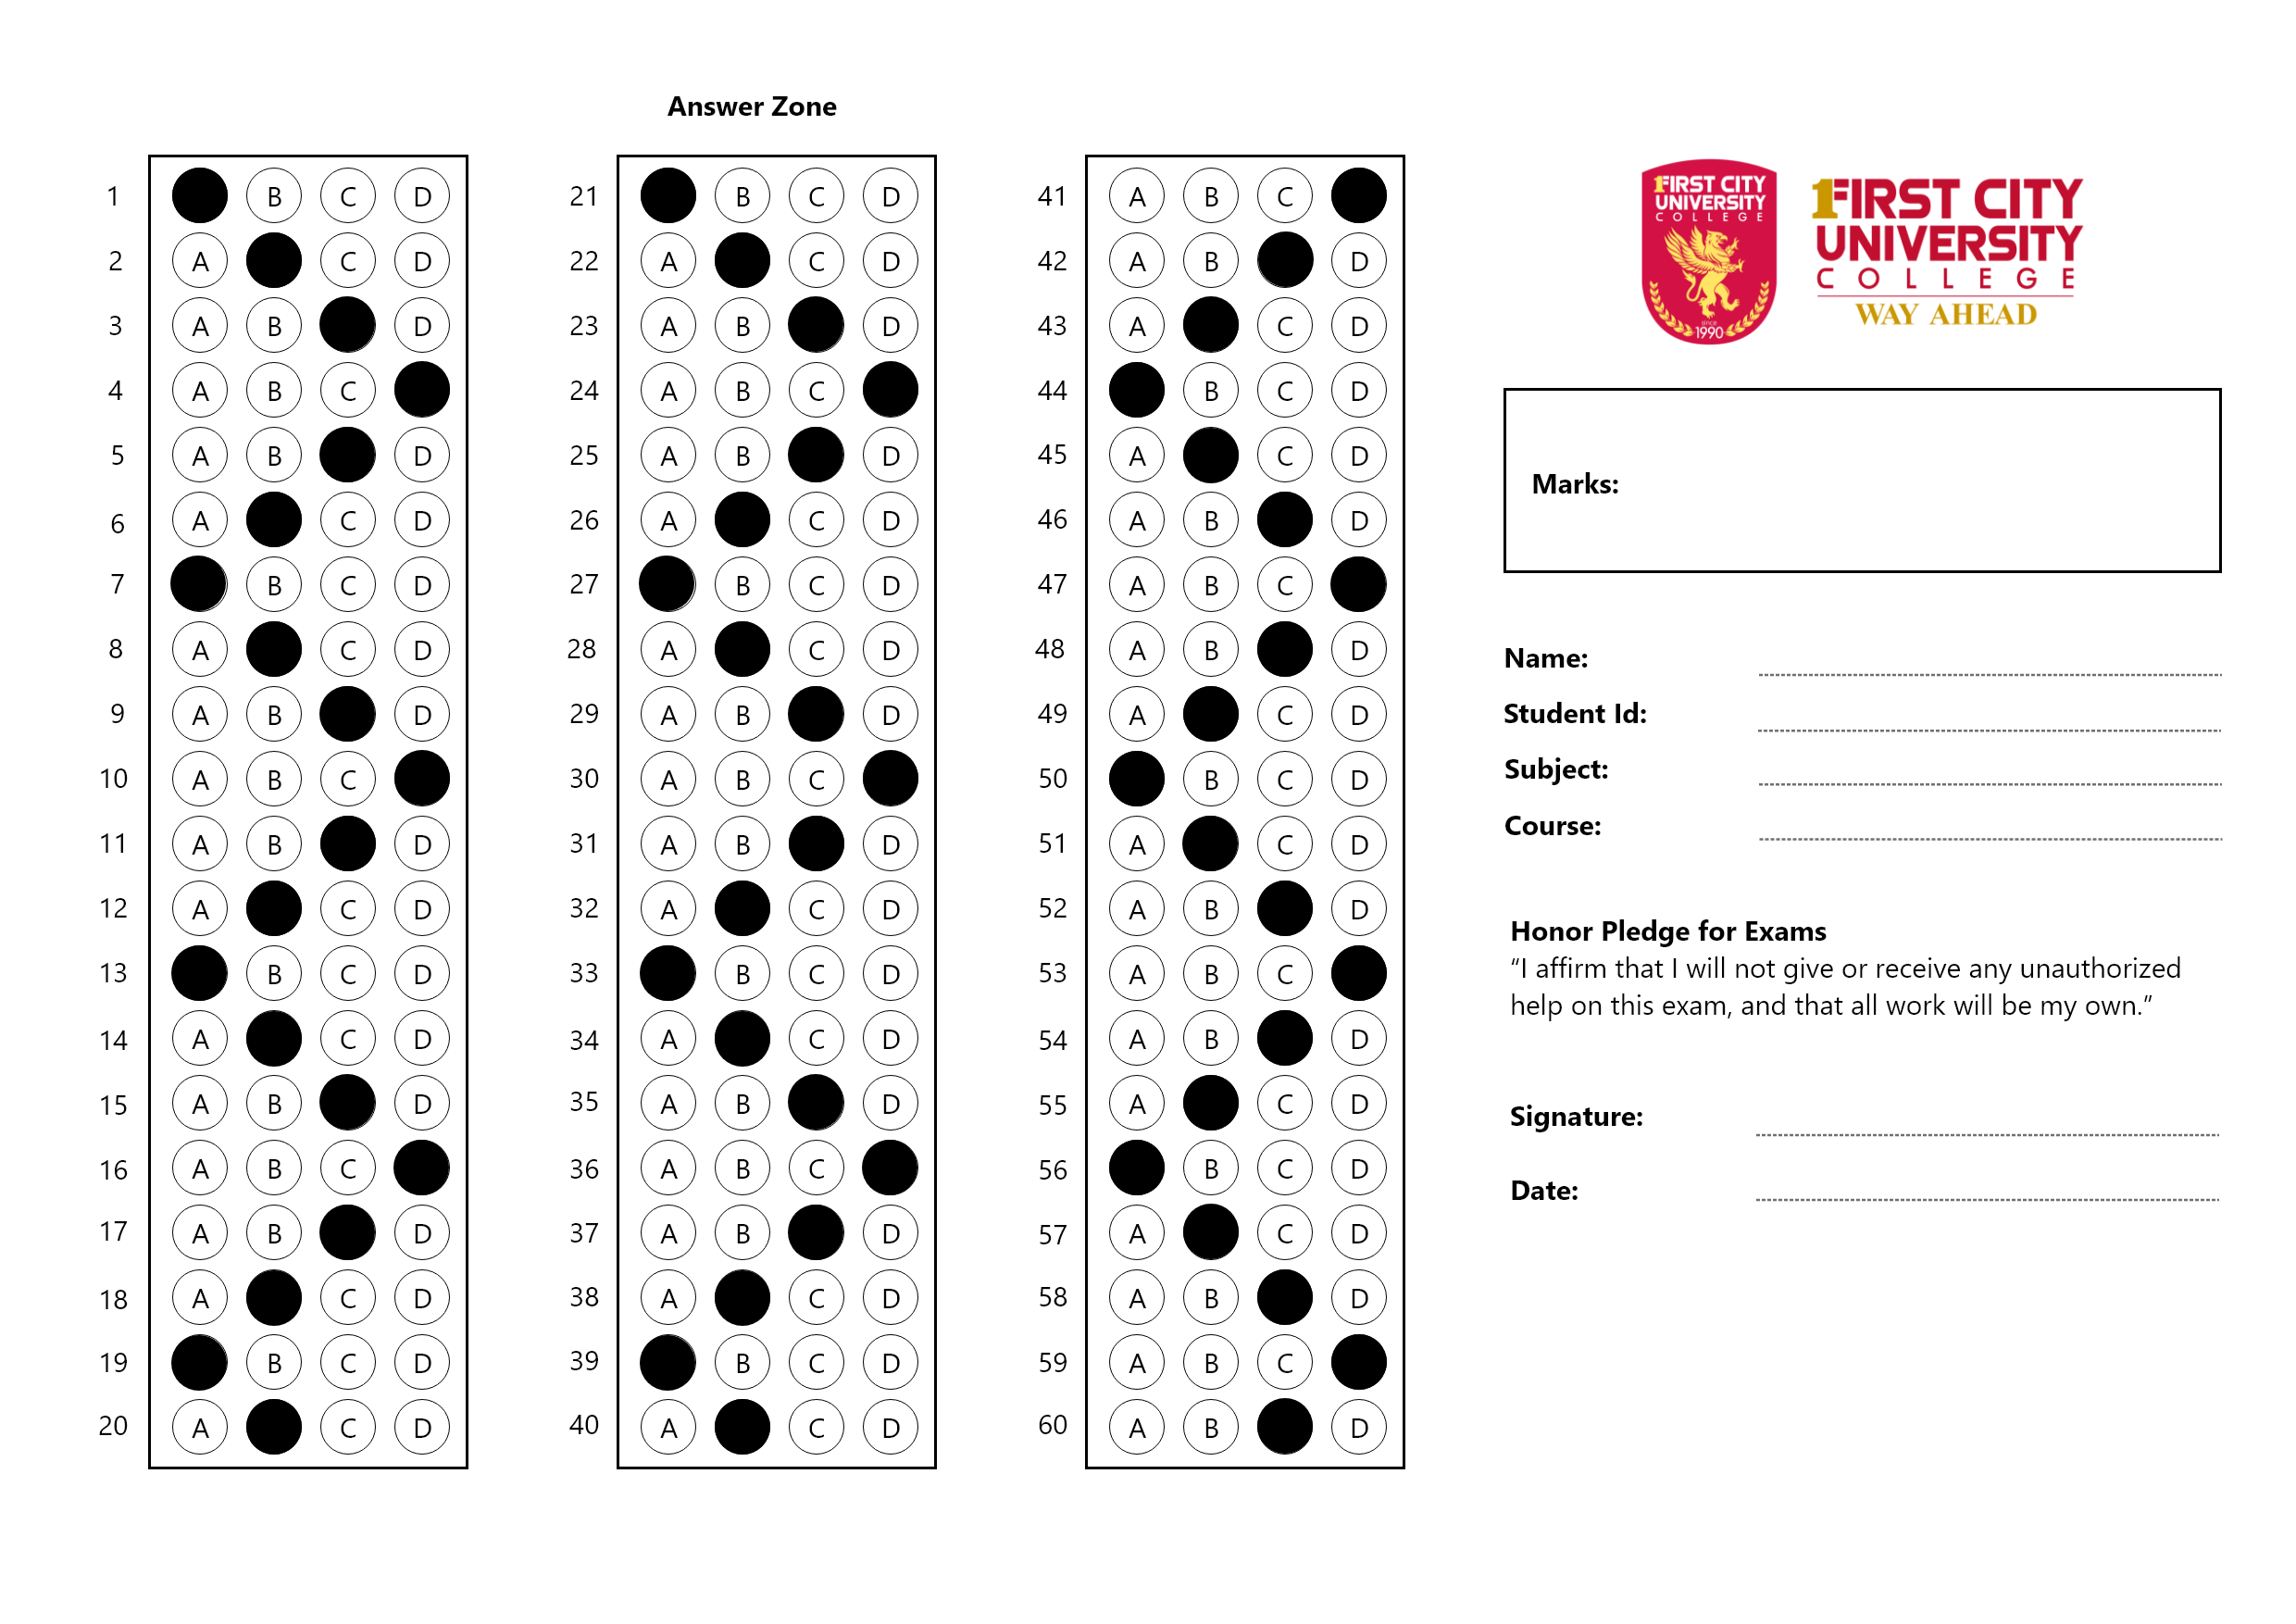 Answer Zone
1 B C D
2 A C D
3 A B D
4 A B C
5 A B D
6 A C D
7 B C D
8 A C D
9 A B D
10 A B C
11 A B D
12 A C D
13 B C D
14 A C D
15 A B D
16 A B C
17 A B D
18 A C D
19 B C D
20 A C D
21 B C D
22 A C D
23 A B D
24 A B C
25 A B D
26 A C D
27 B C D
28 A C D
29 A B D
30 A B C
31 A B D
32 A C D
33 B C D
34 A C D
35 A B D
36 A B C
37 A B D
38 A C D
39 B C D
40 A C D
41 A B C
42 A B D
43 A C D
44 B C D
45 A C D
46 A B D
47 A B C
48 A B D
49 A C D
50 B C D
51 A C D
52 A B D
53 A B C
54 A B D
55 A C D
56 B C D
57 A C D
58 A B D
59 A B C
60 A B D
1FIRST CITY
UNIVERSITY
COLLEGE
since
1990
1FIRST CITY
UNIVERSITY
COLLEGE
WAY AHEAD
Marks:
Name:
Student Id:
Subject:
Course:
Honor Pledge for Exams
“I affirm that I will not give or receive any unauthorized
help on this exam, and that all work will be my own.”
Signature:
Date: